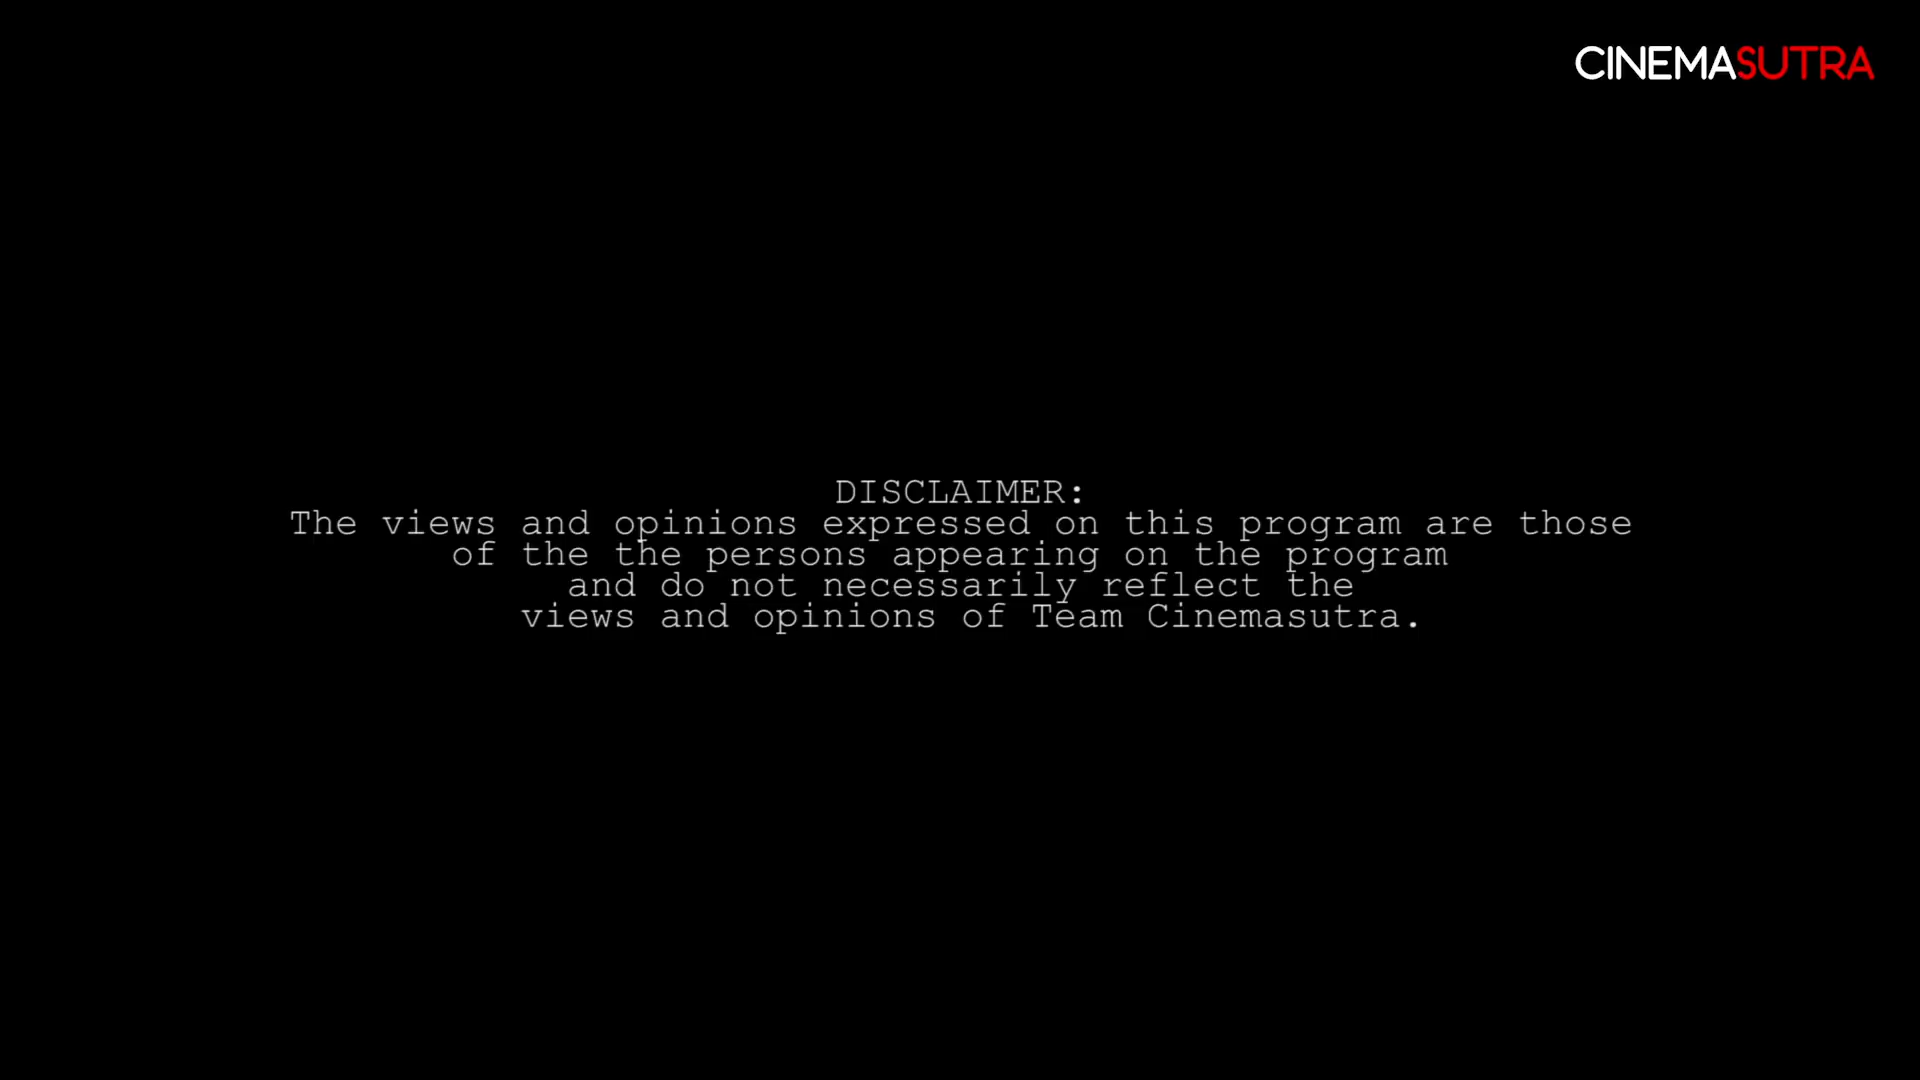 CINEMASUTRA
DISCLAIMER:
The views and opinions expressed on this program are those
of the the persons appearing on the program
and do not necessarily reflect the
views and opinions of Team Cinemasutra.